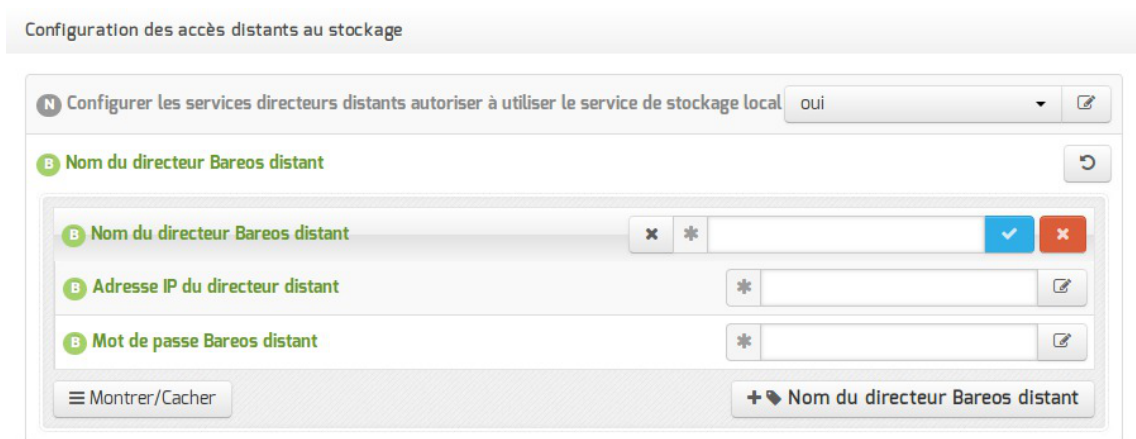 Configuration des accès distants au stockage
N Configurer les services directeurs distants autoriser à utiliser le service de stockage local oui
B Nom du directeur Bareos distant
B Nom du directeur Bareos distant
B Adresse IP du directeur distant
B Mot de passe Bareos distant
Montrer/Cacher + Nom du directeur Bareos distant